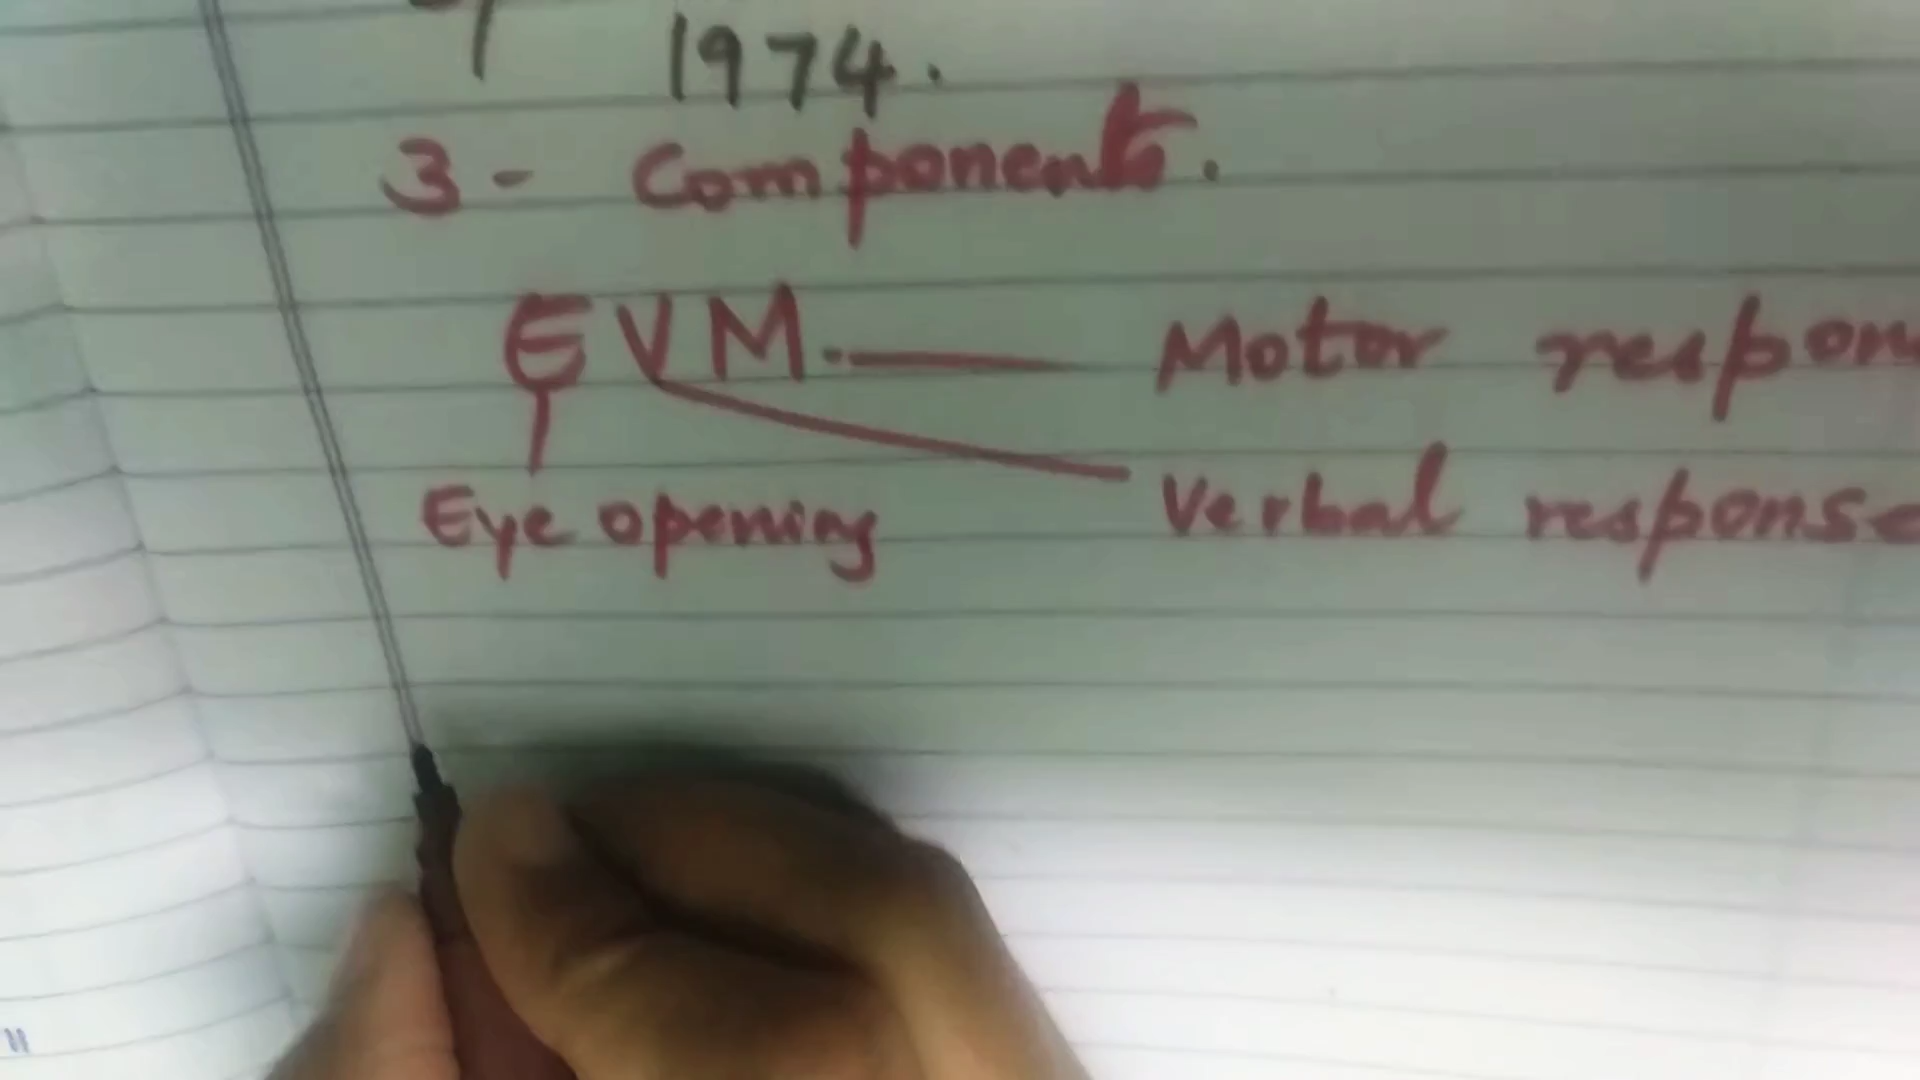 1974.
3- Components.
EVM. Motor respon
Eye opening Verbal response